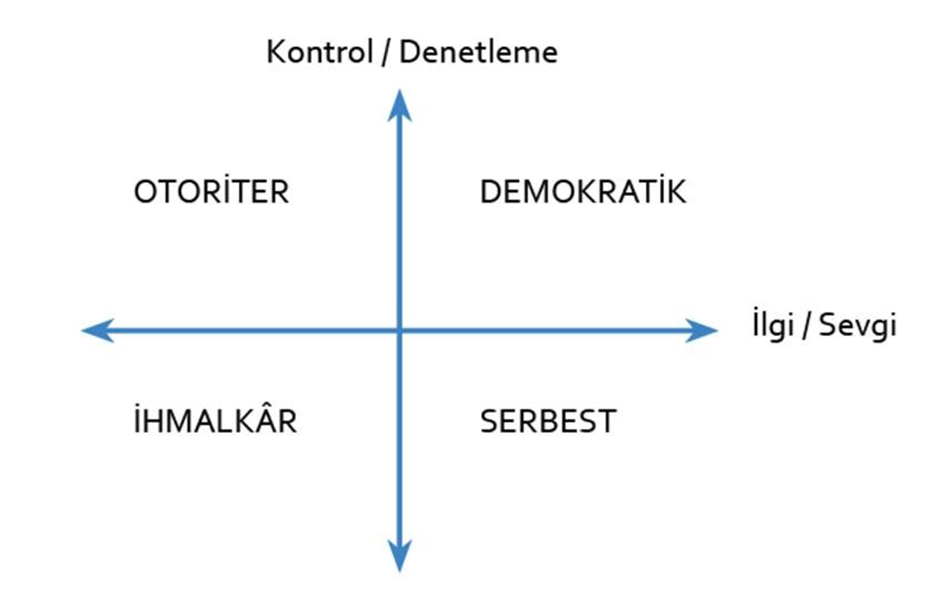 Kontrol / Denetleme
OTORİTER
DEMOKRATİK
İlgi / Sevgi
İHMALKÂR
SERBEST